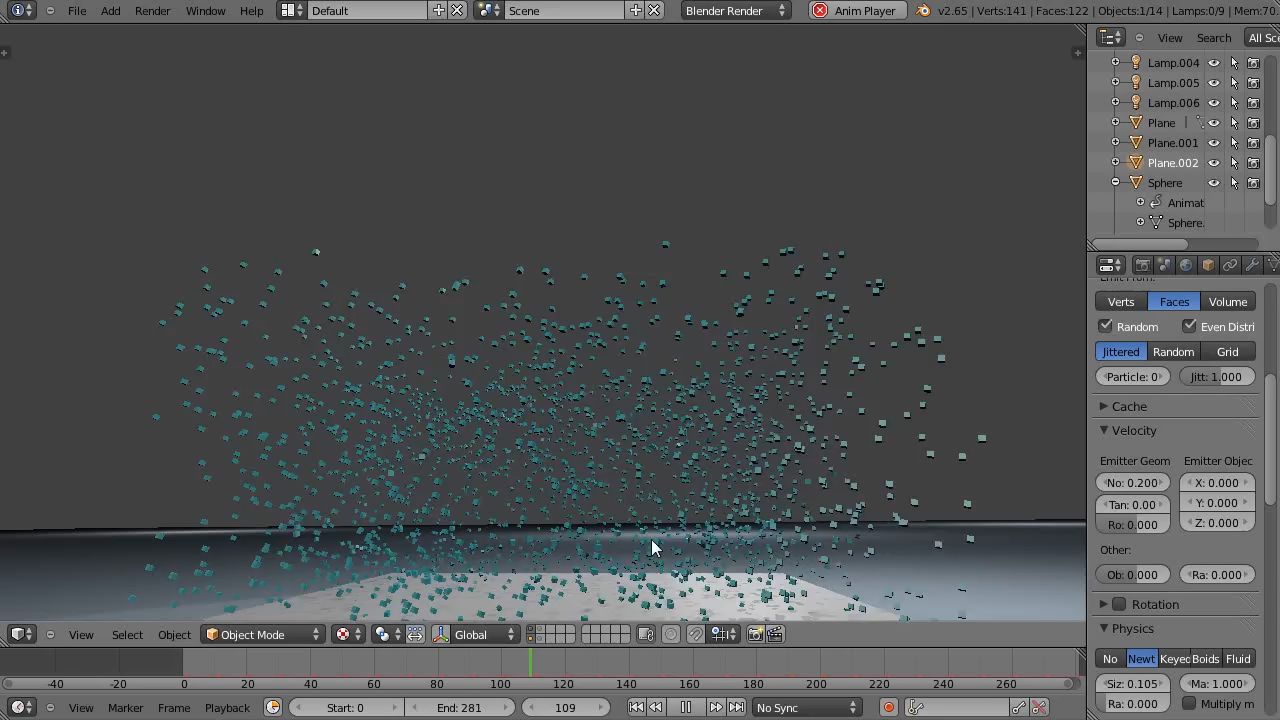 File Add Render Window Help Default Scene Blender Render Anim Player v2.65 | Verts:141 | Faces:122 | Objects:1/14 | Lamps:0/9 | Mem:70.
View Search All Sce
Lamp.004
Lamp.005
Lamp.006
Plane
Plane.001
Plane.002
Sphere
Animat
Sphere.
Emit From:
Verts Faces Volume
Random Even Distri
Jittered Random Grid
Particle: 0 Jitt: 1.000
Cache
Velocity
Emitter Geom Emitter Objec
No: 0.200 X: 0.000
Tan: 0.00 Y: 0.000
Ro: 0.000 Z: 0.000
Other:
Ob: 0.000 Ra: 0.000
Rotation
Physics
No Newt Keyec Boids Fluid
Siz: 0.105 Ma: 1.000
Ra: 0.000 Multiply m
View Select Object Object Mode Global
-40 -20 0 20 40 60 80 100 120 140 160 180 200 220 240 260
View Marker Frame Playback Start: 0 End: 281 109 No Sync